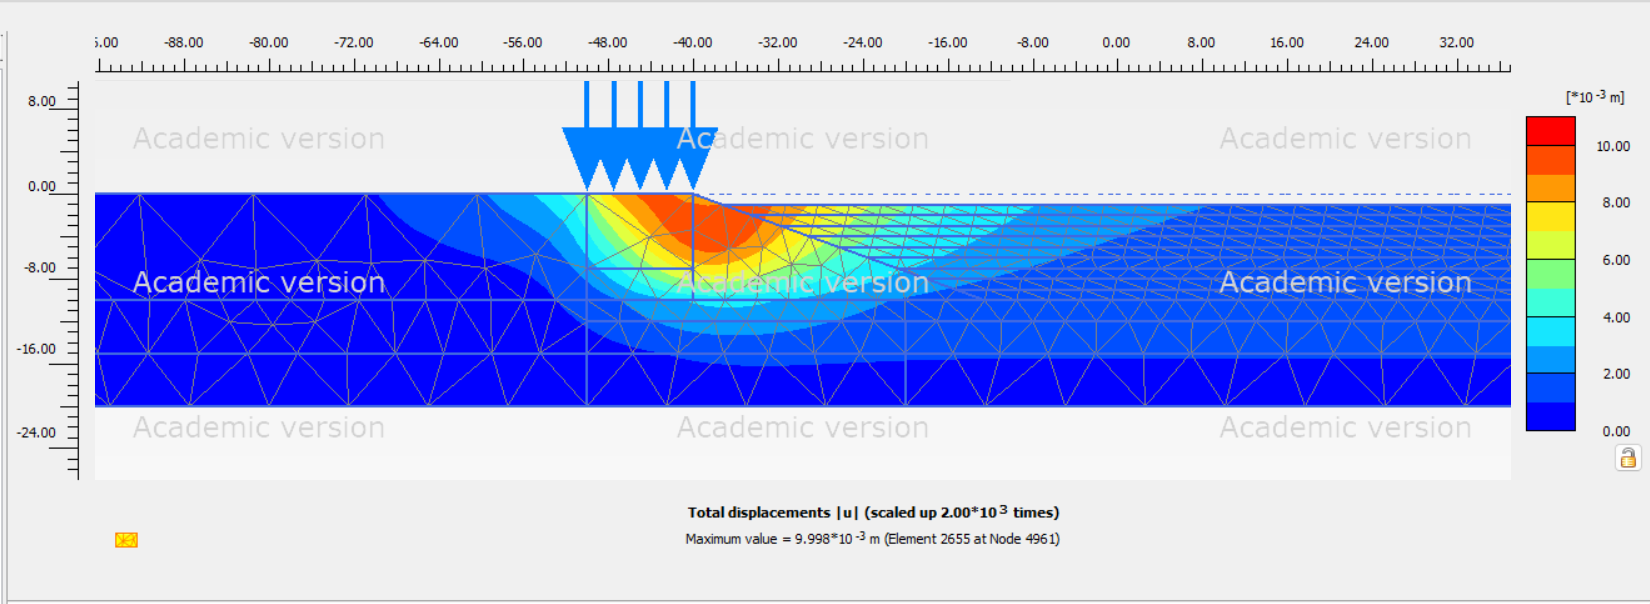 -88.00 -80.00 -72.00 -64.00 -56.00 -48.00 -40.00 -32.00 -24.00 -16.00 -8.00 0.00 8.00 16.00 24.00 32.00
[*10 -3 m]
8.00
Academic version Academic version Academic version
10.00
0.00
8.00
6.00
-8.00
Academic version Academic version Academic version
4.00
-16.00
2.00
-24.00
Academic version Academic version Academic version
0.00
Total displacements |u| (scaled up 2.00*10 3 times)
Maximum value = 9.998*10 -3 m (Element 2655 at Node 4961)